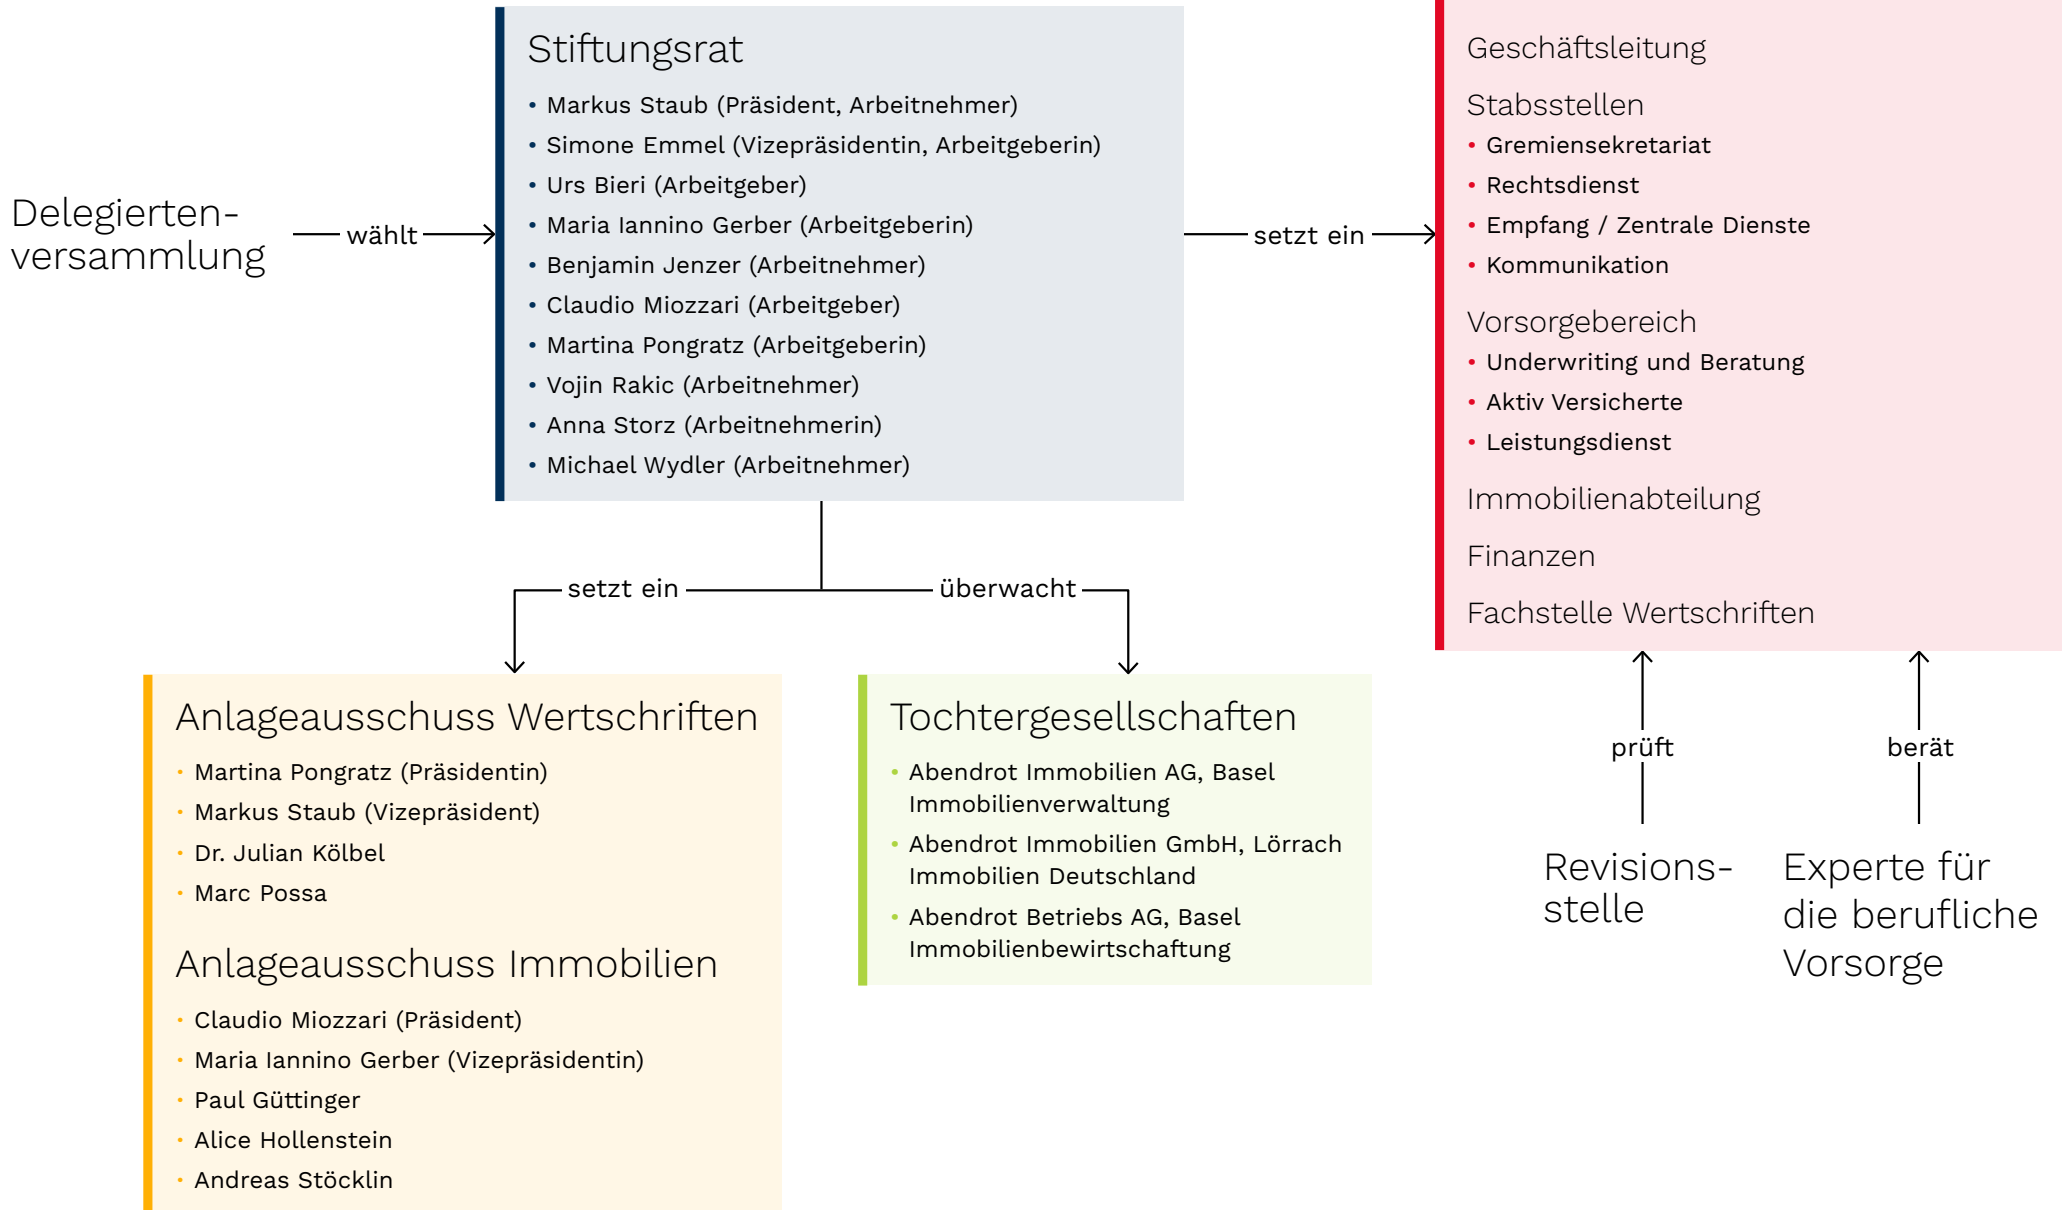 Delegierten-
versammlung
wählt
Stiftungsrat
• Markus Staub (Präsident, Arbeitnehmer)
• Simone Emmel (Vizepräsidentin, Arbeitgeberin)
• Urs Bieri (Arbeitgeber)
• Maria Iannino Gerber (Arbeitgeberin)
• Benjamin Jenzer (Arbeitnehmer)
• Claudio Miozzari (Arbeitgeber)
• Martina Pongratz (Arbeitgeberin)
• Vojin Rakic (Arbeitnehmer)
• Anna Storz (Arbeitnehmerin)
• Michael Wydler (Arbeitnehmer)
setzt ein
Geschäftsleitung
Stabsstellen
• Gremiensekretariat
• Rechtsdienst
• Empfang / Zentrale Dienste
• Kommunikation
Vorsorgebereich
• Underwriting und Beratung
• Aktiv Versicherte
• Leistungsdienst
Immobilienabteilung
Finanzen
Fachstelle Wertschriften
setzt ein
überwacht
Anlageausschuss Wertschriften
• Martina Pongratz (Präsidentin)
• Markus Staub (Vizepräsident)
• Dr. Julian Kölbel
• Marc Possa
Anlageausschuss Immobilien
• Claudio Miozzari (Präsident)
• Maria Iannino Gerber (Vizepräsidentin)
• Paul Güttinger
• Alice Hollenstein
• Andreas Stöcklin
Tochtergesellschaften
• Abendrot Immobilien AG, Basel
Immobilienverwaltung
• Abendrot Immobilien GmbH, Lörrach
Immobilien Deutschland
• Abendrot Betriebs AG, Basel
Immobilienbewirtschaftung
prüft
Revisions-
stelle
berät
Experte für
die berufliche
Vorsorge